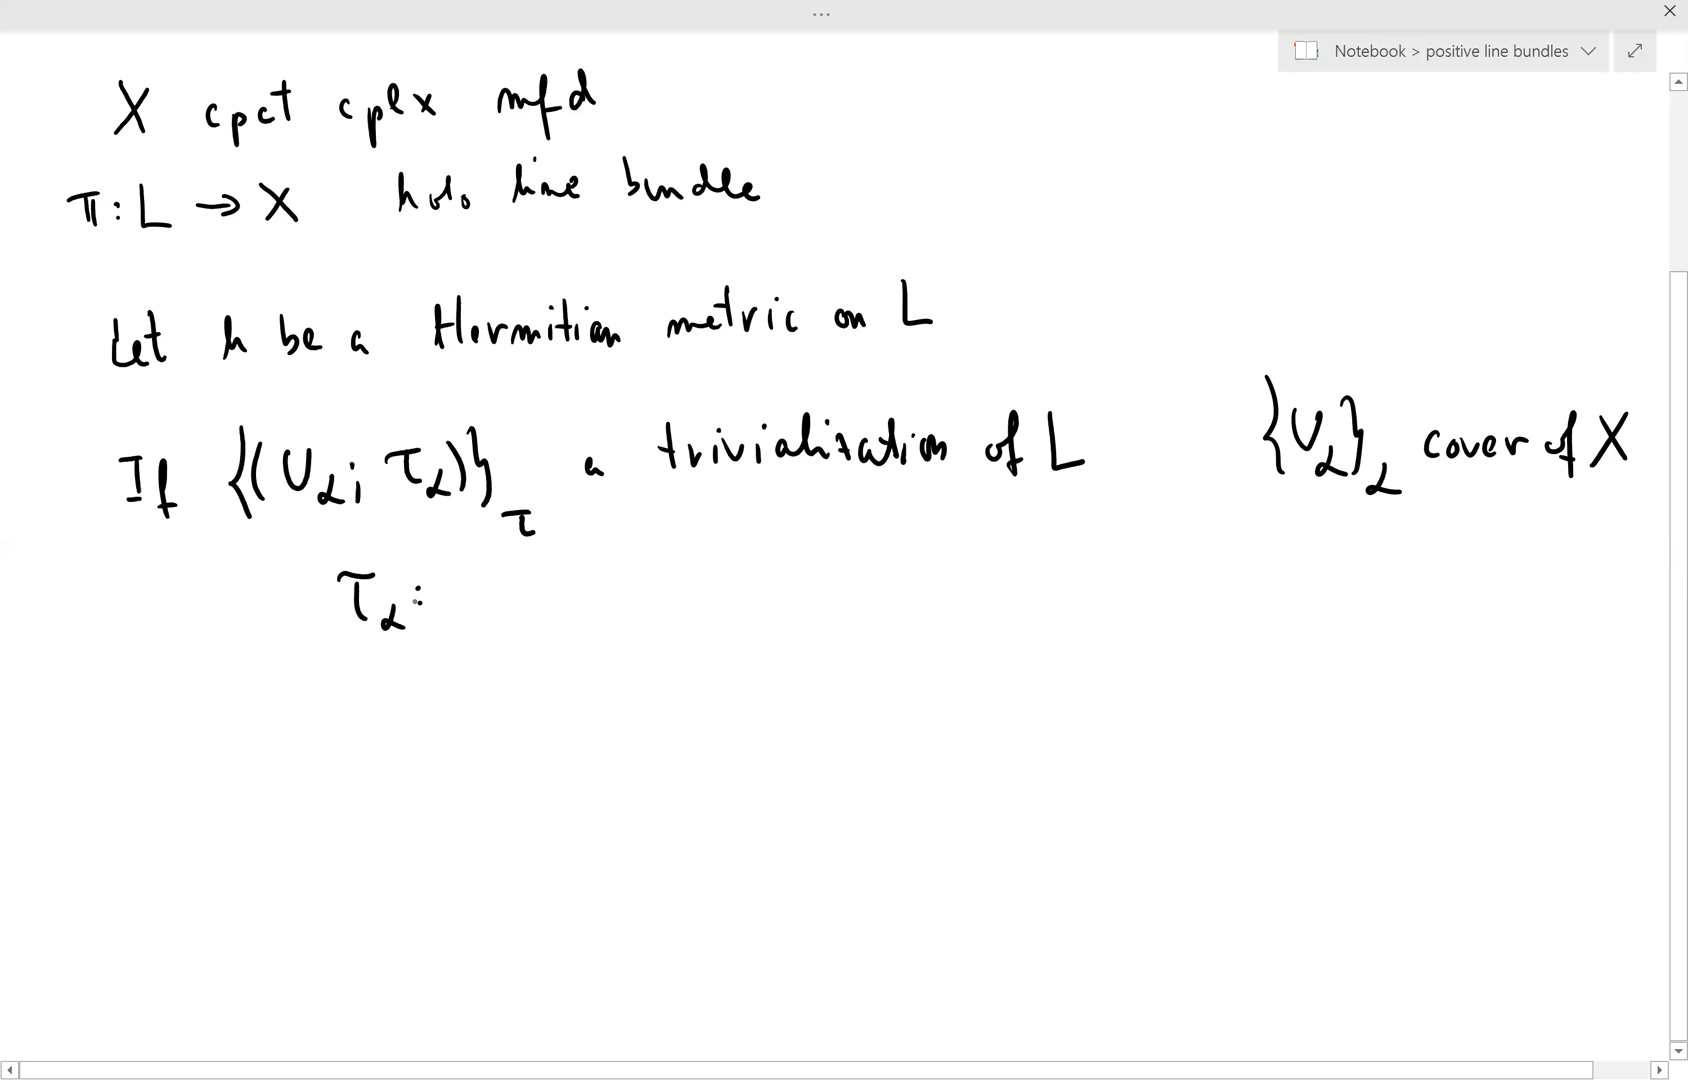 ...
Notebook > positive line bundles
X cpct cplx mfd
π: L → X holo line bundle
Let h be a Hermitian metric on L
If {(U_α; τ_α)}_τ a trivialization of L {U_α}_α cover of X
τ_α: